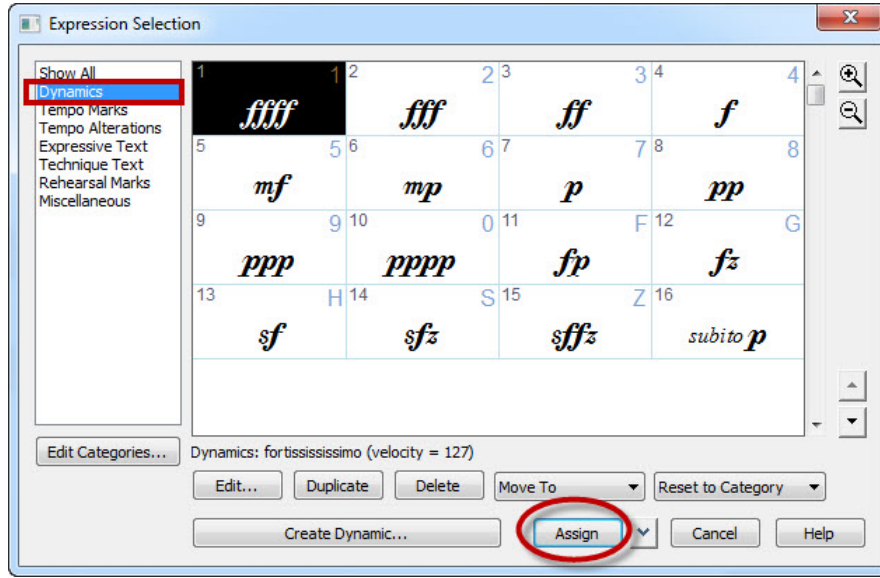 Expression Selection
Show All
Dynamics
Tempo Marks
Tempo Alterations
Expressive Text
Technique Text
Rehearsal Marks
Miscellaneous
1 1 2 2 3 3 4 4
ffff fff ff f
5 5 6 6 7 7 8 8
mf mp p pp
9 9 10 0 11 F 12 G
ppp pppp fp fz
13 H 14 S 15 Z 16
sf sfz sffz subito p
Edit Categories...
Dynamics: fortissississimo (velocity = 127)
Edit... Duplicate Delete Move To Reset to Category
Create Dynamic... Assign Cancel Help